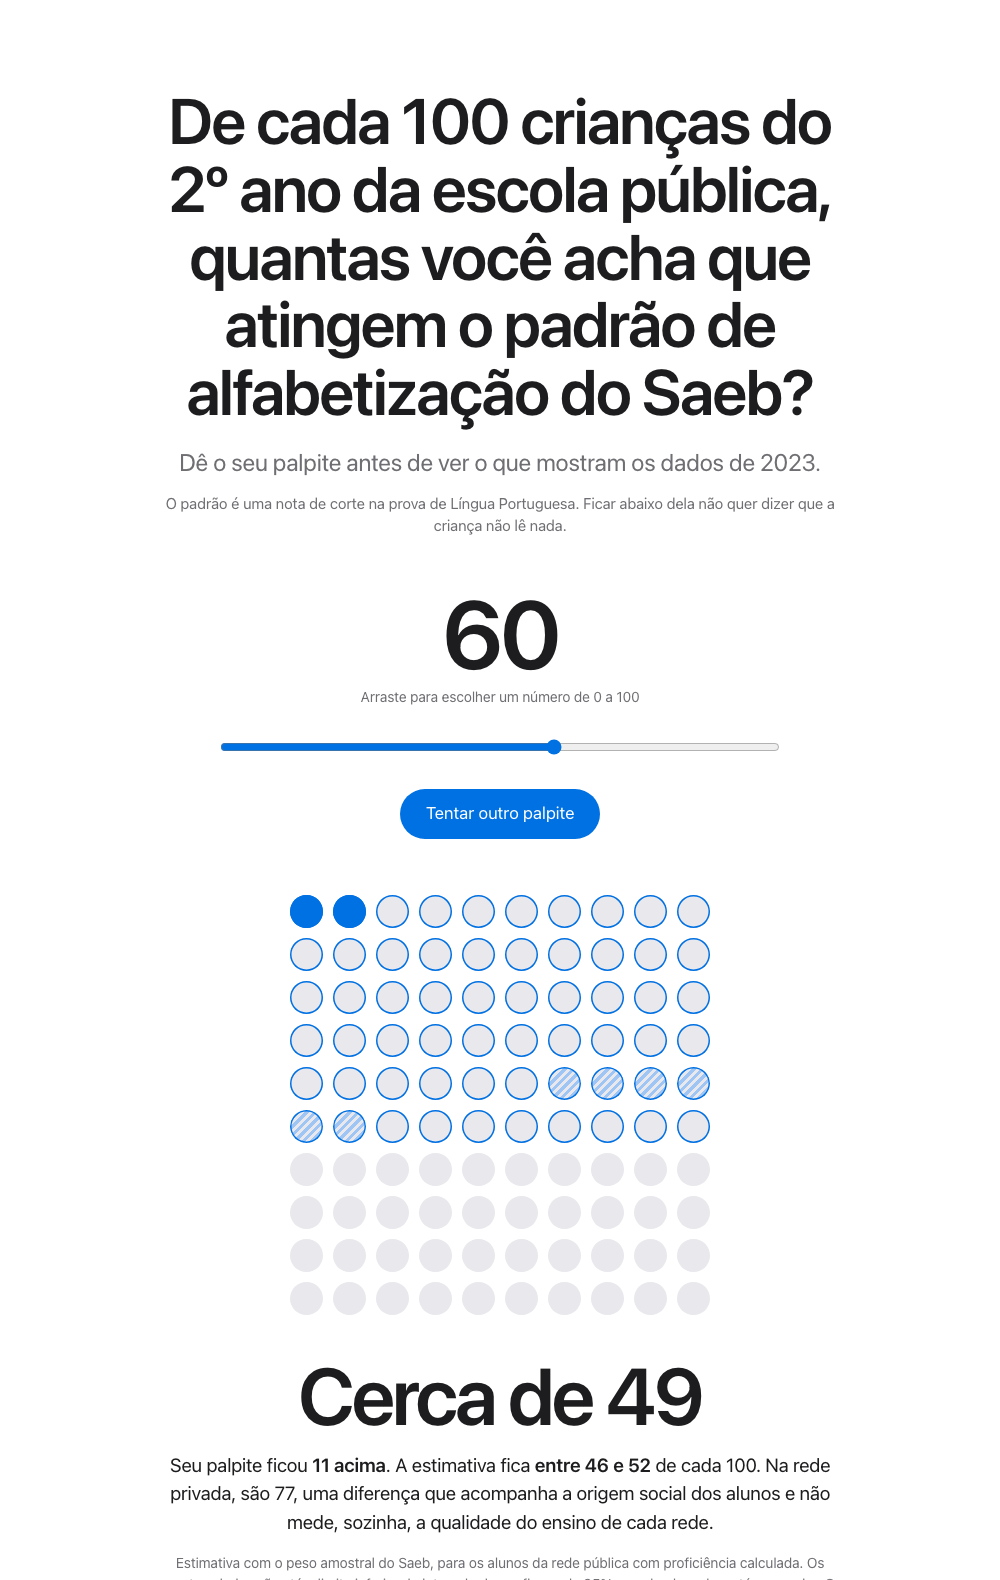 De cada 100 crianças do
2º ano da escola pública,
quantas você acha que
atingem o padrão de
alfabetização do Saeb?
Dê o seu palpite antes de ver o que mostram os dados de 2023.
O padrão é uma nota de corte na prova de Língua Portuguesa. Ficar abaixo dela não quer dizer que a
criança não lê nada.
60
Arraste para escolher um número de 0 a 100
Tentar outro palpite
Cerca de 49
Seu palpite ficou 11 acima. A estimativa fica entre 46 e 52 de cada 100. Na rede
privada, são 77, uma diferença que acompanha a origem social dos alunos e não
mede, sozinha, a qualidade do ensino de cada rede.
Estimativa com o peso amostral do Saeb, para os alunos da rede pública com proficiência calculada. Os